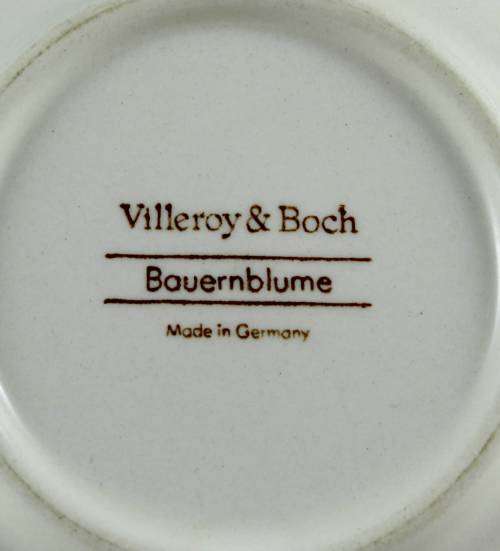 Villeroy & Boch
Bauernblume
Made in Germany